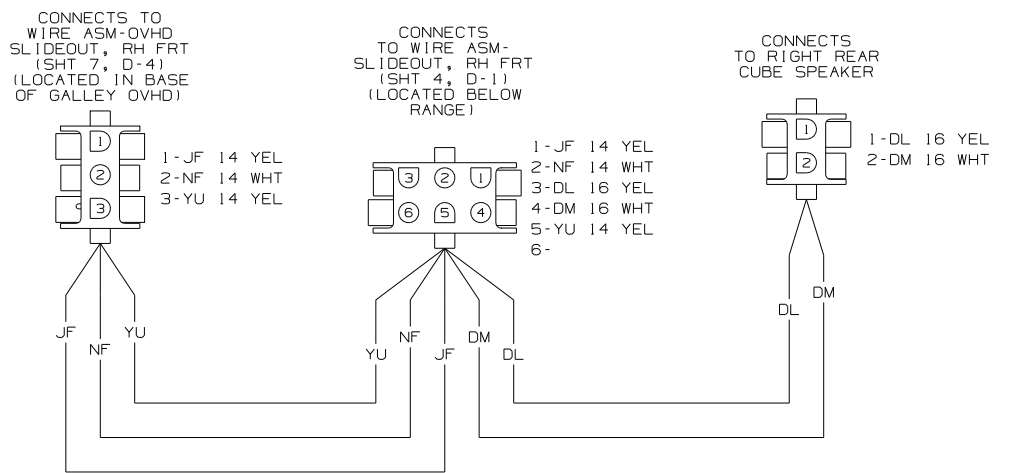 CONNECTS TO
WIRE ASM-OVHD
SLIDEOUT, RH FRT
(SHT 7, D-4)
(LOCATED IN BASE
OF GALLEY OVHD)
1
2
3
1-JF 14 YEL
2-NF 14 WHT
3-YU 14 YEL
CONNECTS
TO WIRE ASM-
SLIDEOUT, RH FRT
(SHT 4, D-1)
(LOCATED BELOW
RANGE)
3 2 1
6 5 4
1-JF 14 YEL
2-NF 14 WHT
3-DL 16 YEL
4-DM 16 WHT
5-YU 14 YEL
6-
CONNECTS
TO RIGHT REAR
CUBE SPEAKER
1
2
1-DL 16 YEL
2-DM 16 WHT
JF
NF
YU
YU
NF
JF
DM
DL
DL
DM